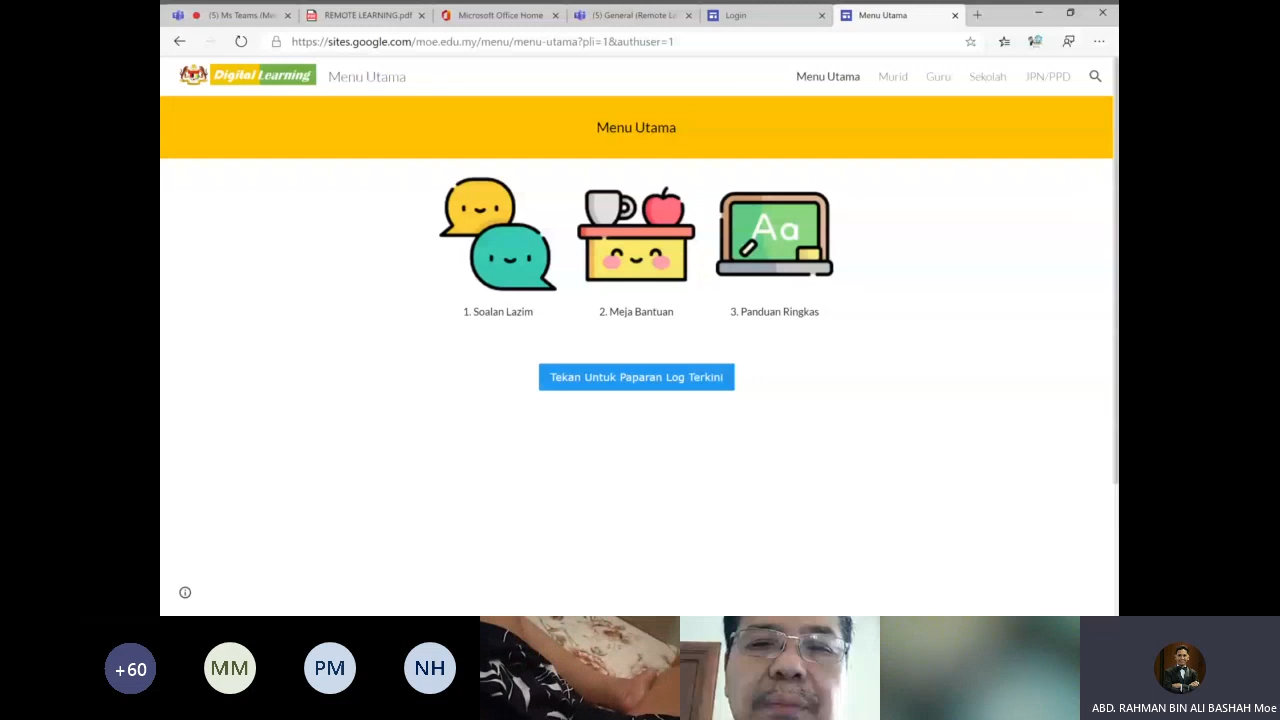 (5) Ms Teams (Me
REMOTE LEARNING.pdf
Microsoft Office Home
(5) General (Remote Le
Login
Menu Utama
https://sites.google.com/moe.edu.my/menu/menu-utama?pli=1&authuser=1
Digital Learning
Menu Utama
Menu Utama
Murid
Guru
Sekolah
JPN/PPD
Menu Utama
Aa
1. Soalan Lazim
2. Meja Bantuan
3. Panduan Ringkas
Tekan Untuk Paparan Log Terkini
+60
MM
PM
NH
ABD. RAHMAN BIN ALI BASHAH Moe